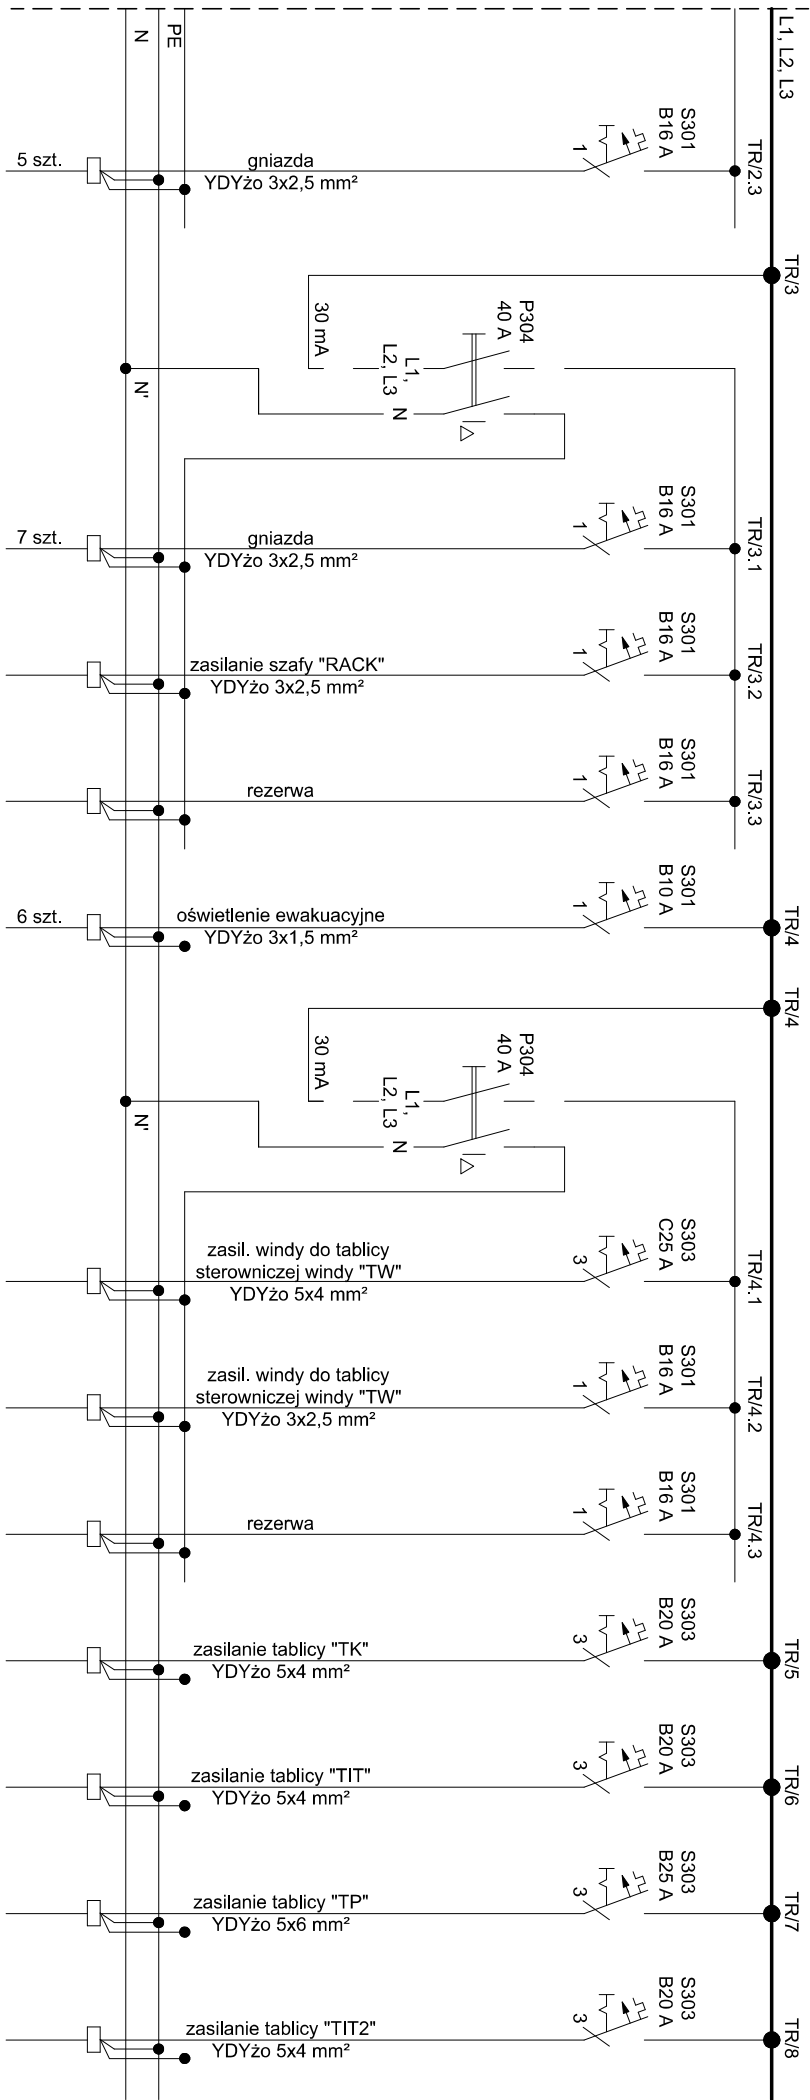 L1, L2, L3
N
PE
S301
B16 A
TR/2.3
1
5 szt.
gniazda
YDYżo 3x2,5 mm²
TR/3
30 mA
P304
40 A
L1,
L2, L3
N
N'
S301
B16 A
TR/3.1
1
7 szt.
gniazda
YDYżo 3x2,5 mm²
S301
B16 A
TR/3.2
1
zasilanie szafy "RACK"
YDYżo 3x2,5 mm²
S301
B16 A
TR/3.3
1
rezerwa
S301
B10 A
TR/4
1
6 szt.
oświetlenie ewakuacyjne
YDYżo 3x1,5 mm²
TR/4
30 mA
P304
40 A
L1,
L2, L3
N
N'
S303
C25 A
TR/4.1
3
zasil. windy do tablicy
sterowniczej windy "TW"
YDYżo 5x4 mm²
S301
B16 A
TR/4.2
1
zasil. windy do tablicy
sterowniczej windy "TW"
YDYżo 3x2,5 mm²
S301
B16 A
TR/4.3
1
rezerwa
S303
B20 A
TR/5
3
zasilanie tablicy "TK"
YDYżo 5x4 mm²
S303
B20 A
TR/6
3
zasilanie tablicy "TIT"
YDYżo 5x4 mm²
S303
B25 A
TR/7
3
zasilanie tablicy "TP"
YDYżo 5x6 mm²
S303
B20 A
TR/8
3
zasilanie tablicy "TIT2"
YDYżo 5x4 mm²